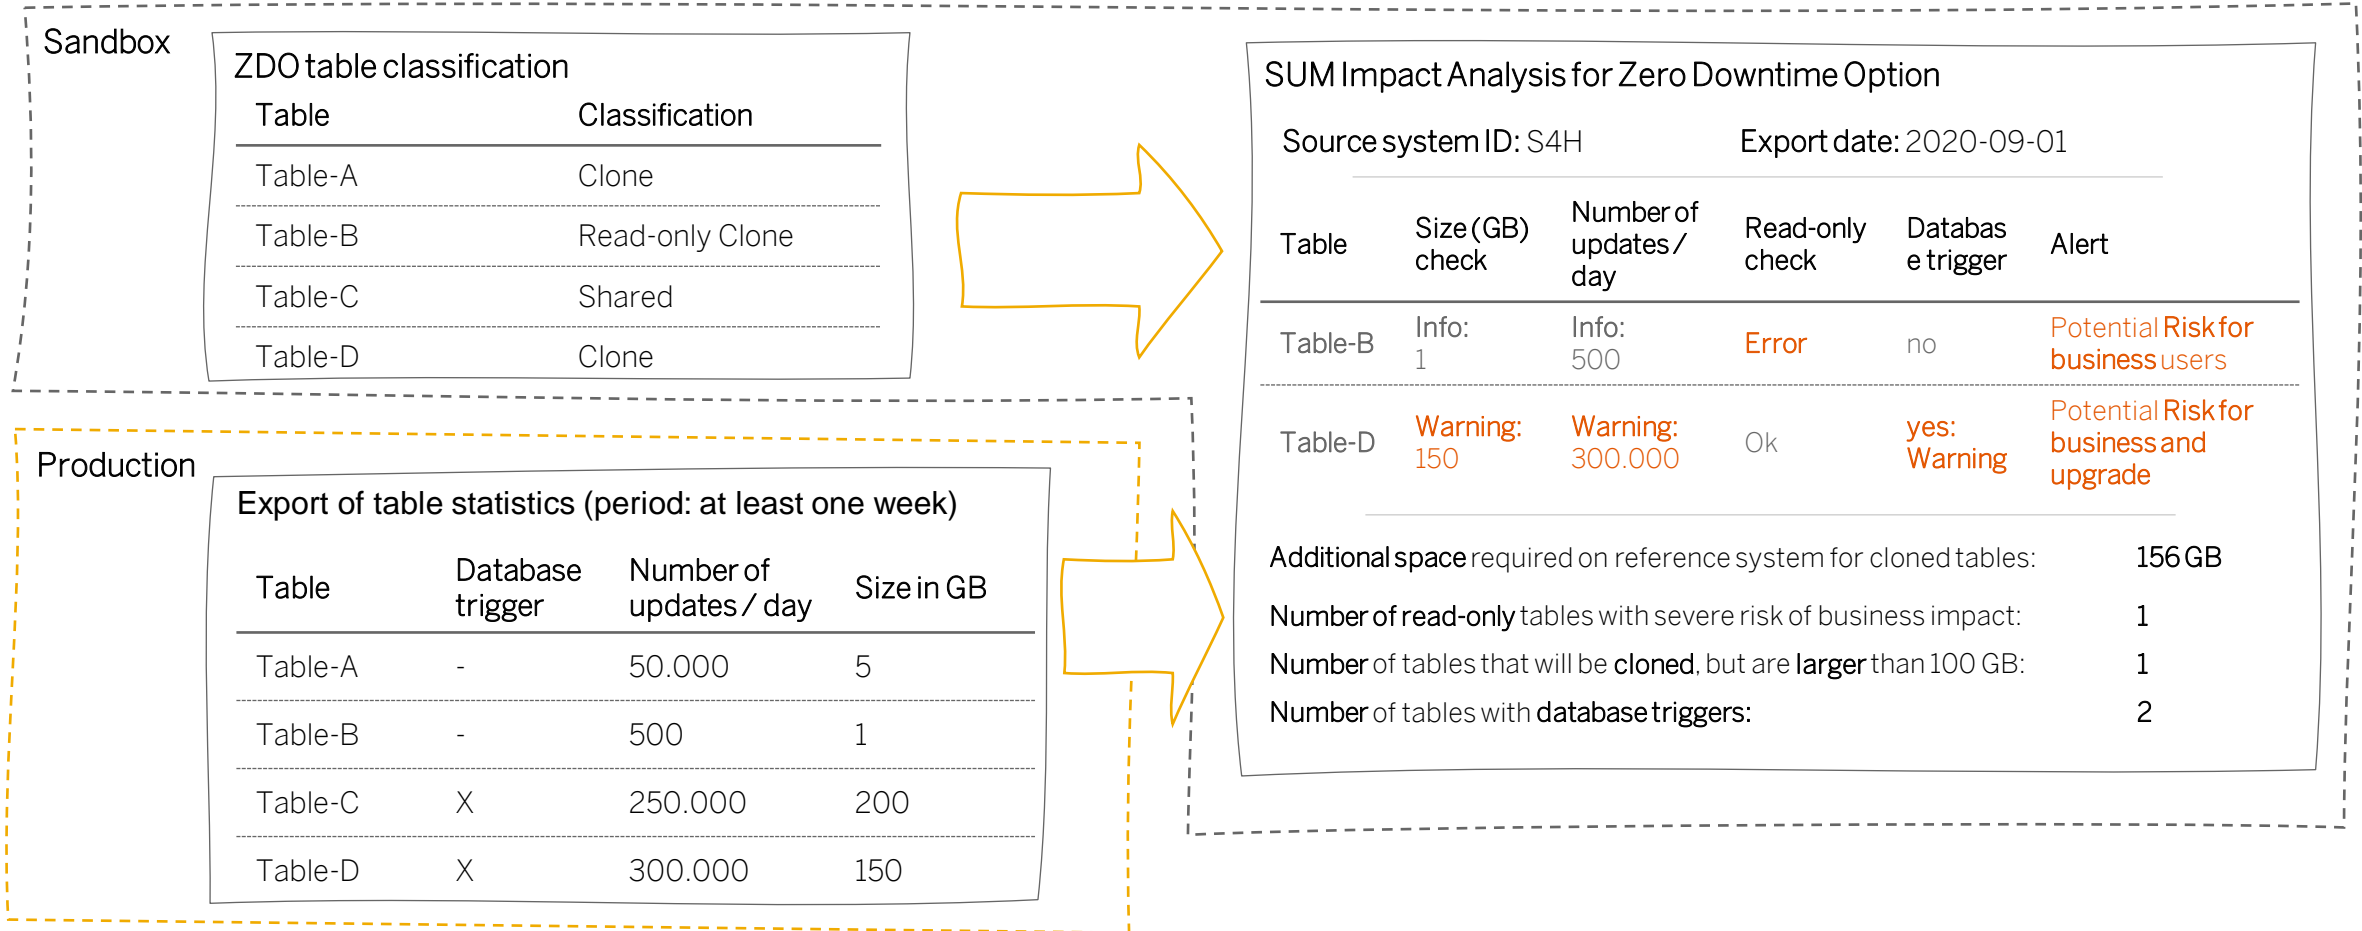 Sandbox
ZDO table classification
Table Classification
Table-A Clone
Table-B Read-only Clone
Table-C Shared
Table-D Clone
Production
Export of table statistics (period: at least one week)
Table Database trigger Number of updates / day Size in GB
Table-A - 50.000 5
Table-B - 500 1
Table-C X 250.000 200
Table-D X 300.000 150
SUM Impact Analysis for Zero Downtime Option
Source system ID: S4H Export date: 2020-09-01
Table Size (GB) check Number of updates / day Read-only check Databas e trigger Alert
Table-B Info: 1 Info: 500 Error no Potential Risk for business users
Table-D Warning: 150 Warning: 300.000 Ok yes: Warning Potential Risk for business and upgrade
Additional space required on reference system for cloned tables: 156 GB
Number of read-only tables with severe risk of business impact: 1
Number of tables that will be cloned, but are larger than 100 GB: 1
Number of tables with database triggers: 2